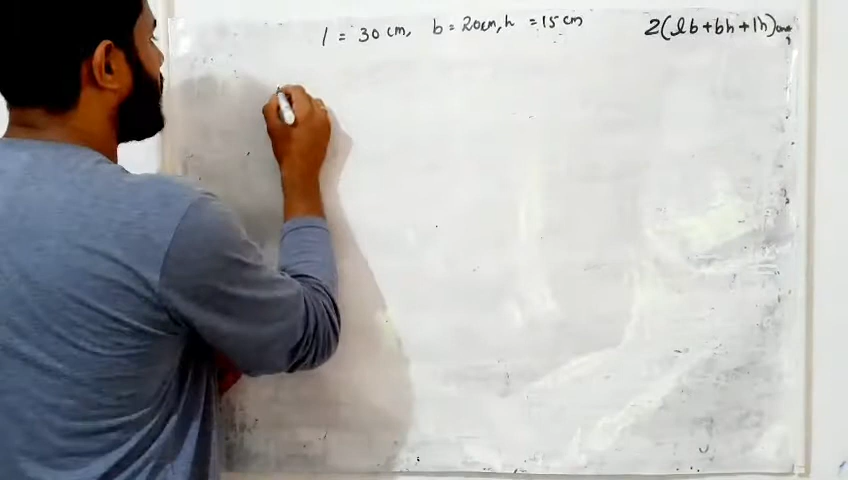 l = 30 cm, b = 20cm, h = 15 cm 2(lb+bh+lh)